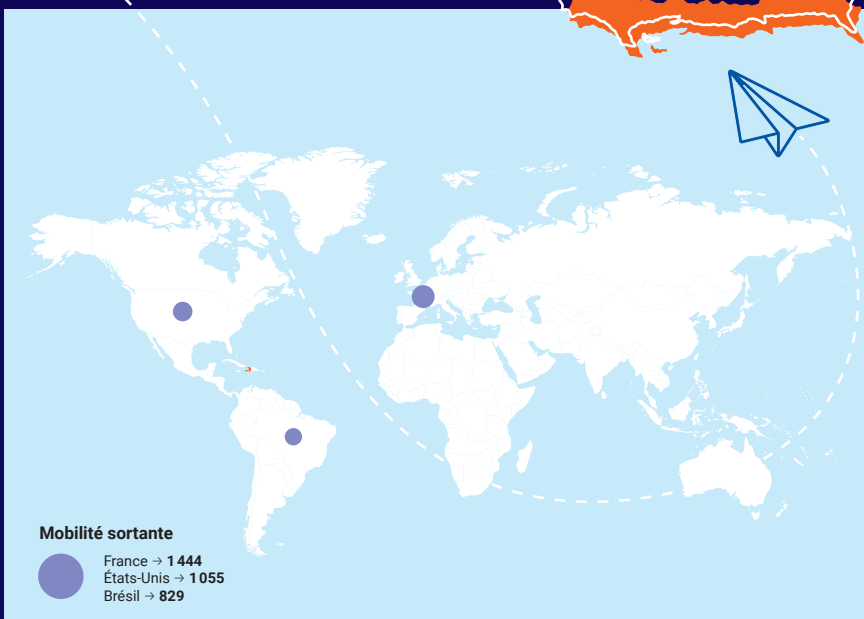 Mobilité sortante
France → 1 444
États-Unis → 1 055
Brésil → 829